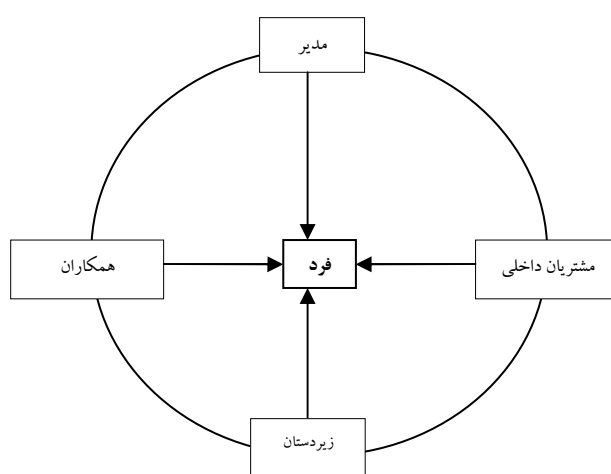 مدیر
همکاران
فرد
مشتریان داخلی
زیردستان